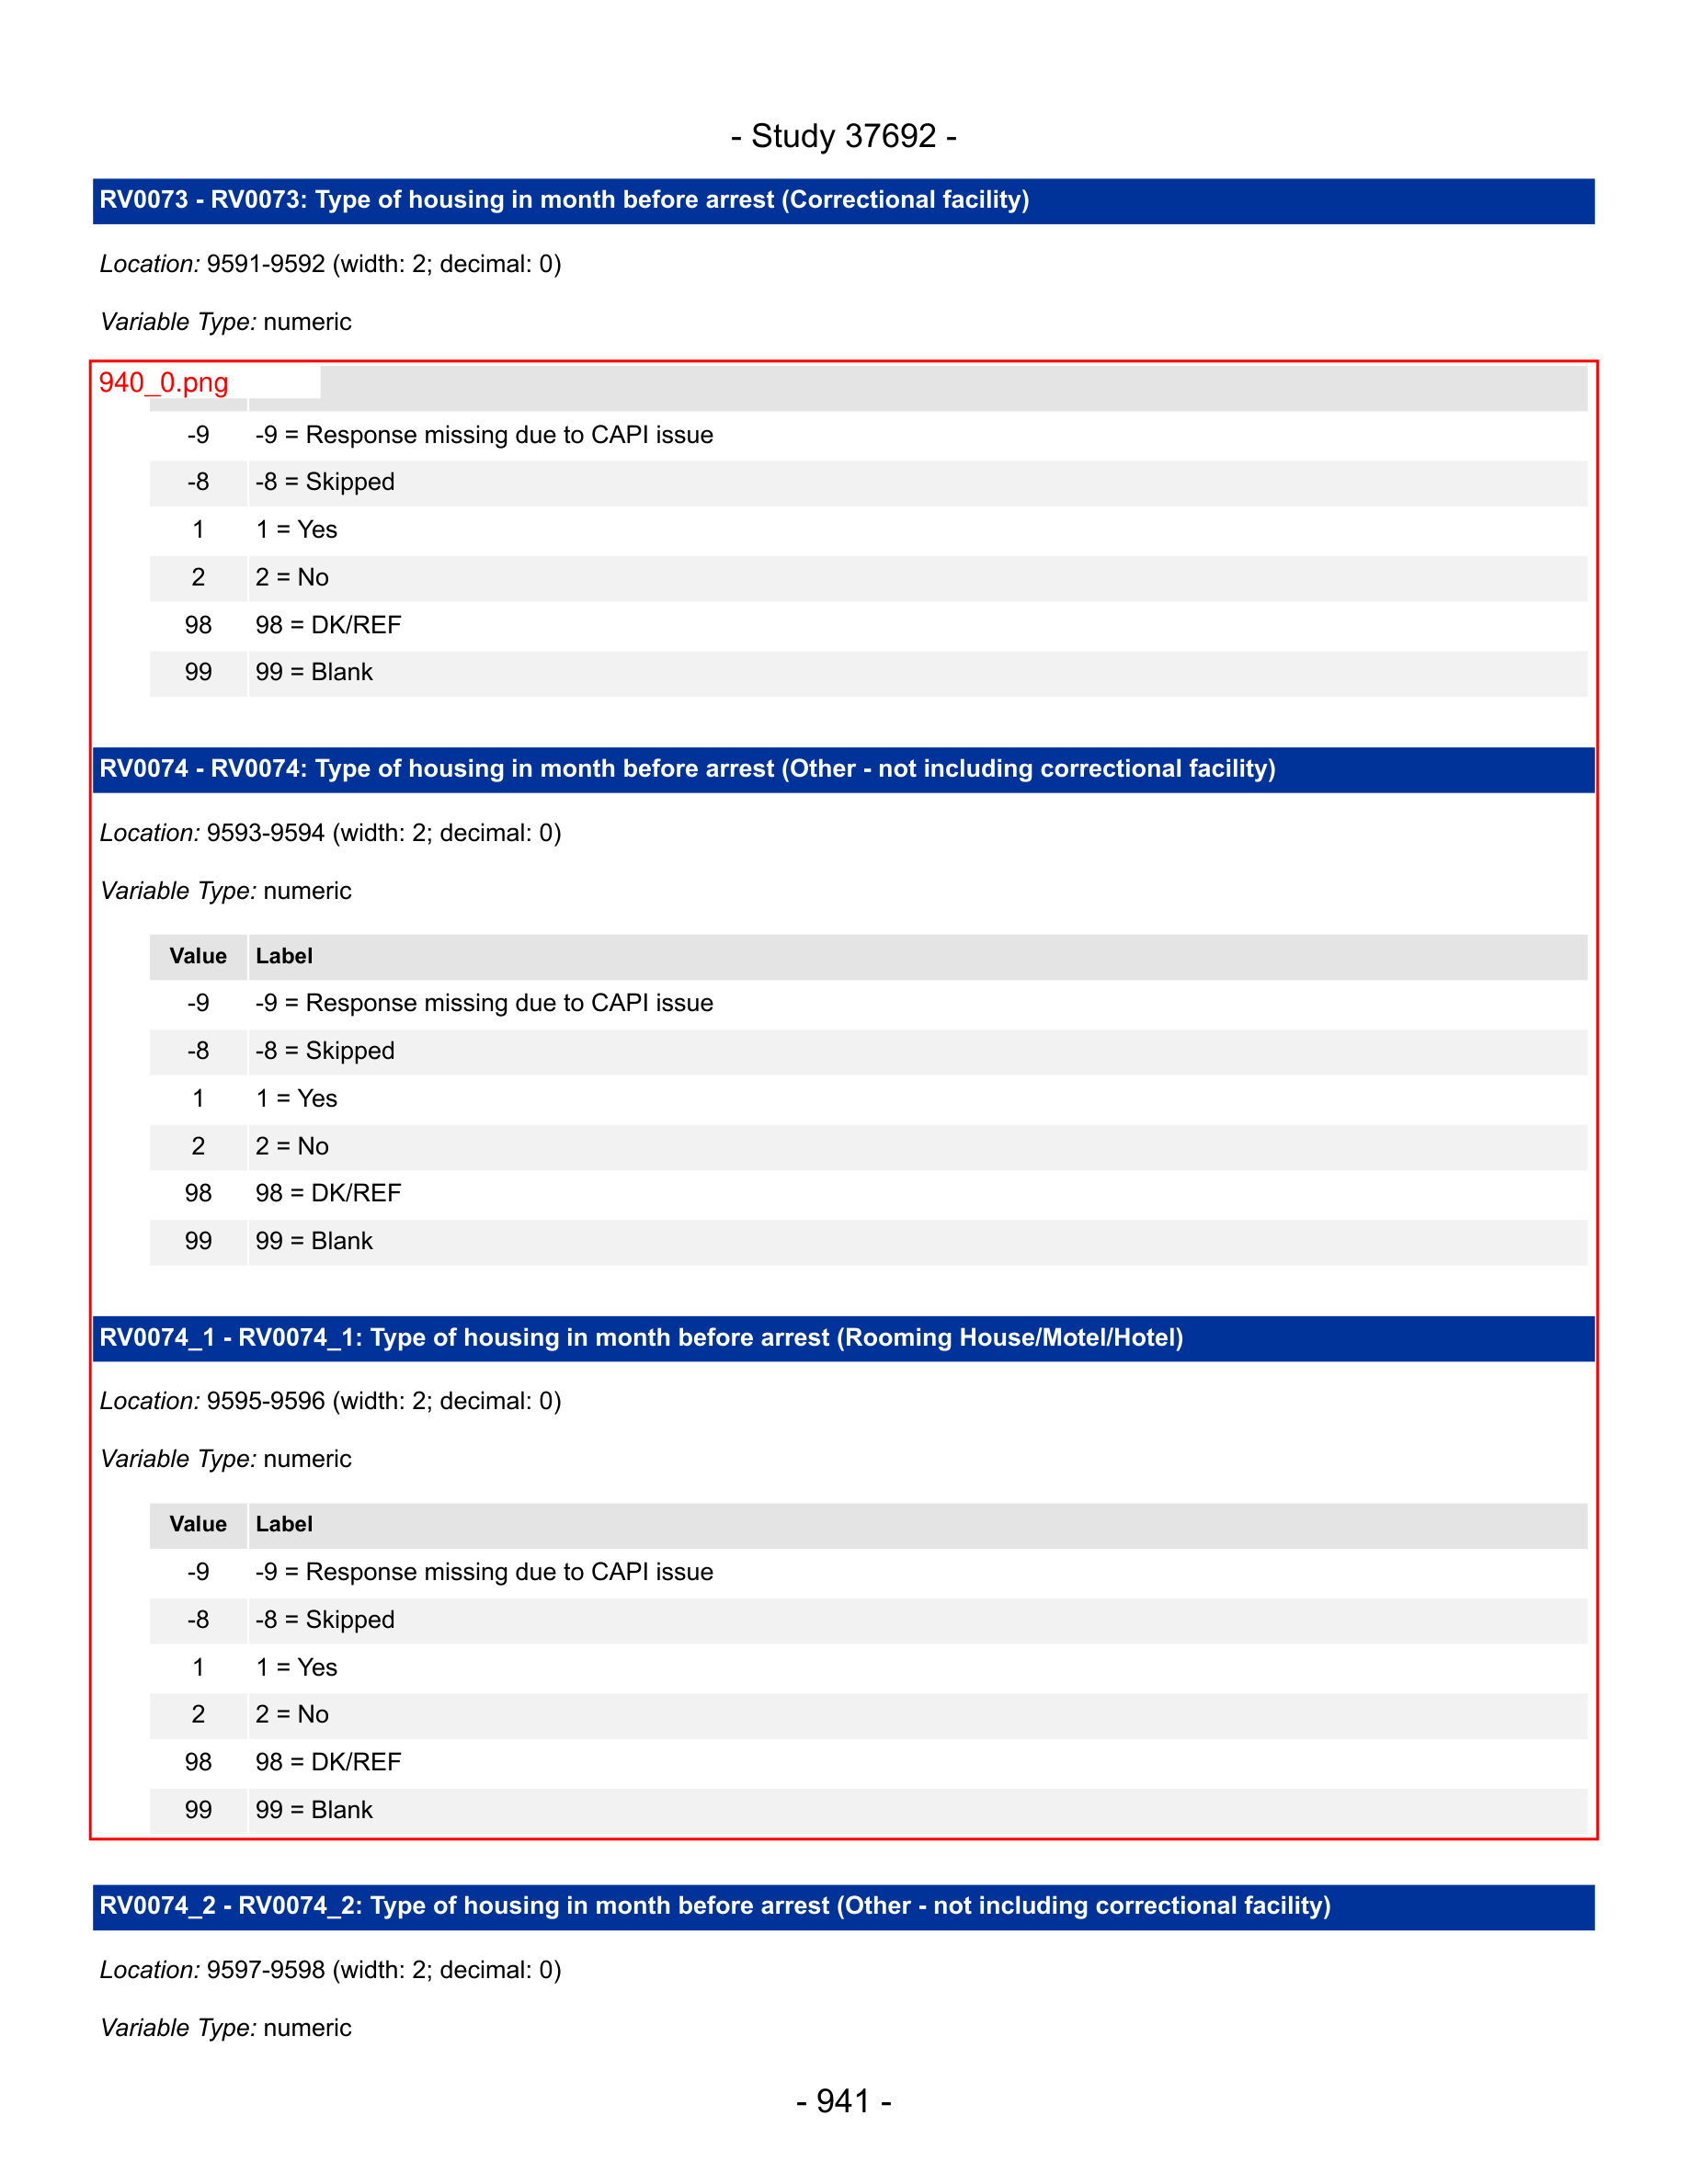 - Study 37692 -
RV0073 - RV0073: Type of housing in month before arrest (Correctional facility)
Location: 9591-9592 (width: 2; decimal: 0)
Variable Type: numeric
940_0.png
-9 -9 = Response missing due to CAPI issue
-8 -8 = Skipped
1 1 = Yes
2 2 = No
98 98 = DK/REF
99 99 = Blank
RV0074 - RV0074: Type of housing in month before arrest (Other - not including correctional facility)
Location: 9593-9594 (width: 2; decimal: 0)
Variable Type: numeric
Value Label
-9 -9 = Response missing due to CAPI issue
-8 -8 = Skipped
1 1 = Yes
2 2 = No
98 98 = DK/REF
99 99 = Blank
RV0074_1 - RV0074_1: Type of housing in month before arrest (Rooming House/Motel/Hotel)
Location: 9595-9596 (width: 2; decimal: 0)
Variable Type: numeric
Value Label
-9 -9 = Response missing due to CAPI issue
-8 -8 = Skipped
1 1 = Yes
2 2 = No
98 98 = DK/REF
99 99 = Blank
RV0074_2 - RV0074_2: Type of housing in month before arrest (Other - not including correctional facility)
Location: 9597-9598 (width: 2; decimal: 0)
Variable Type: numeric
- 941 -